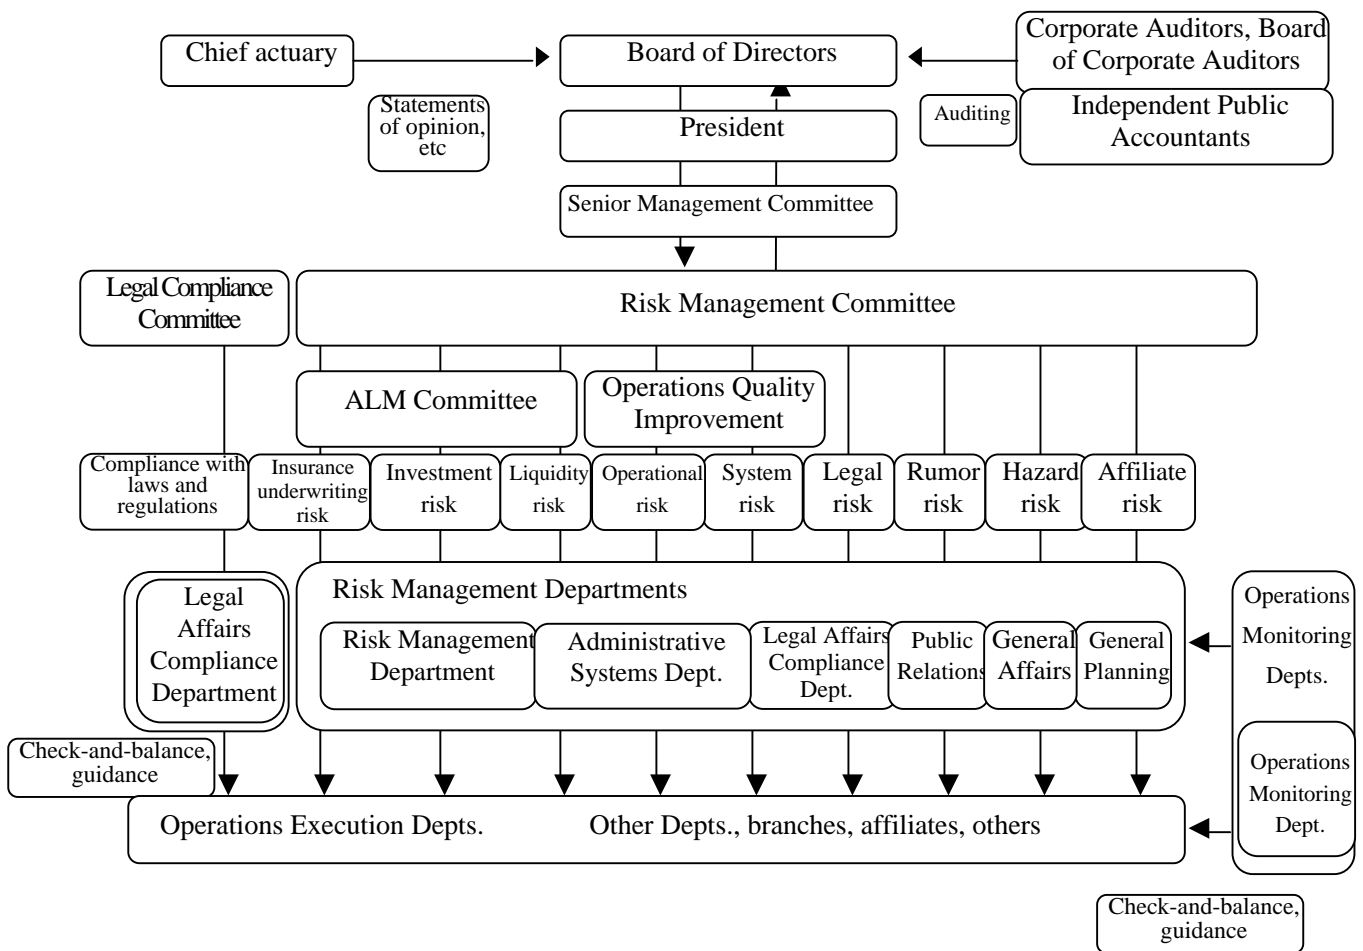 Chief actuary
Board of Directors
Corporate Auditors, Board
of Corporate Auditors
Statements
of opinion,
etc
President
Auditing
Independent Public
Accountants
Senior Management Committee
Legal Compliance
Committee
Risk Management Committee
ALM Committee
Operations Quality
Improvement
Compliance with
laws and
regulations
Insurance
underwriting
risk
Investment
risk
Liquidity
risk
Operational
risk
System
risk
Legal
risk
Rumor
risk
Hazard
risk
Affiliate
risk
Legal
Affairs
Compliance
Department
Risk Management Departments
Risk Management
Department
Administrative
Systems Dept.
Legal Affairs
Compliance
Dept.
Public
Relations
General
Affairs
General
Planning
Operations
Monitoring
Depts.
Operations
Monitoring
Dept.
Check-and-balance,
guidance
Operations Execution Depts.
Other Depts., branches, affiliates, others
Check-and-balance,
guidance